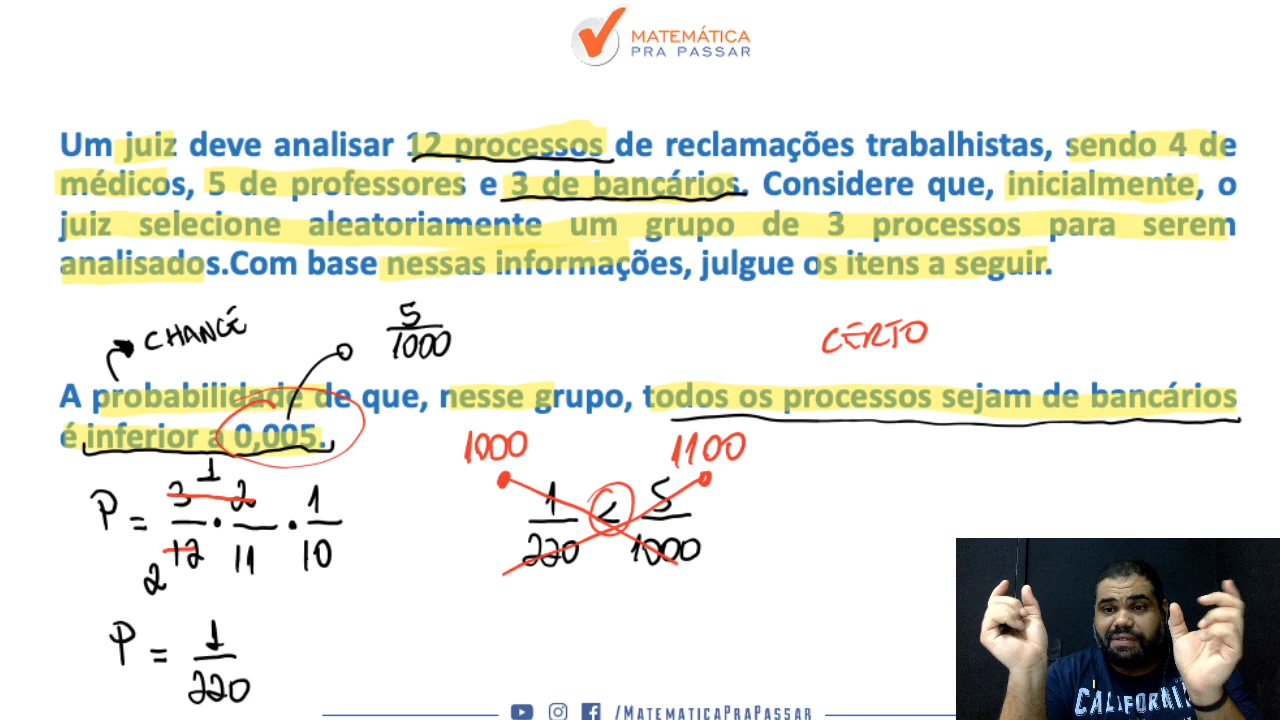 MATEMÁTICA
PRA PASSAR
Um juiz deve analisar 12 processos de reclamações trabalhistas, sendo 4 de
médicos, 5 de professores e 3 de bancários. Considere que, inicialmente, o
juiz selecione aleatoriamente um grupo de 3 processos para serem
analisados.Com base nessas informações, julgue os itens a seguir.
CHANCE
5/1000
CERTO
A probabilidade de que, nesse grupo, todos os processos sejam de bancários
é inferior a 0,005.
1000 1100
1
P = 3/12 · 2/11 · 1/10
2
1/220 < 5/1000
P = 1/220
CALIFORNIA
/MATEMATICAPRAPASSAR